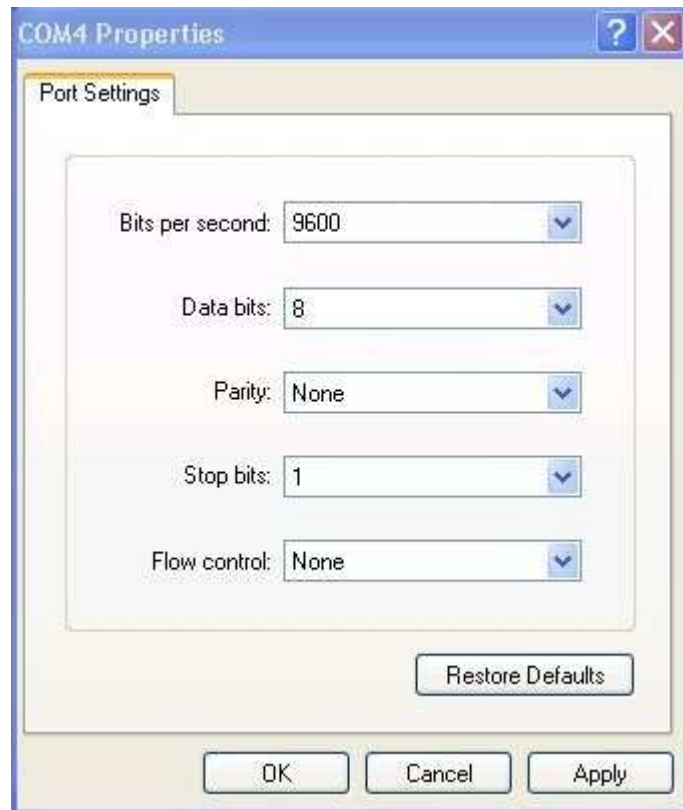 COM4 Properties
Port Settings
Bits per second: 9600
Data bits: 8
Parity: None
Stop bits: 1
Flow control: None
Restore Defaults
OK Cancel Apply